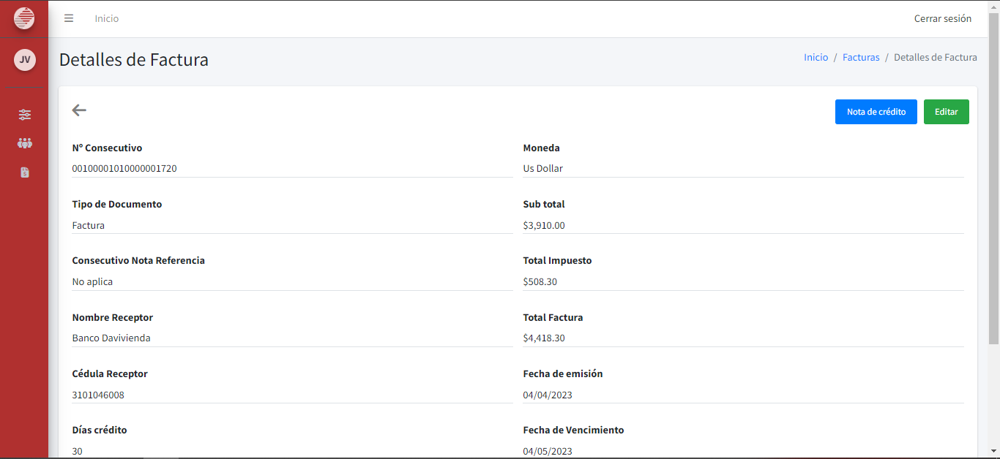 Inicio
Cerrar sesión
JV
Detalles de Factura
Inicio / Facturas / Detalles de Factura
Nota de crédito
Editar
Nº Consecutivo
00100001010000001720
Moneda
Us Dollar
Tipo de Documento
Factura
Sub total
$3,910.00
Consecutivo Nota Referencia
No aplica
Total Impuesto
$508.30
Nombre Receptor
Banco Davivienda
Total Factura
$4,418.30
Cédula Receptor
3101046008
Fecha de emisión
04/04/2023
Días crédito
30
Fecha de Vencimiento
04/05/2023